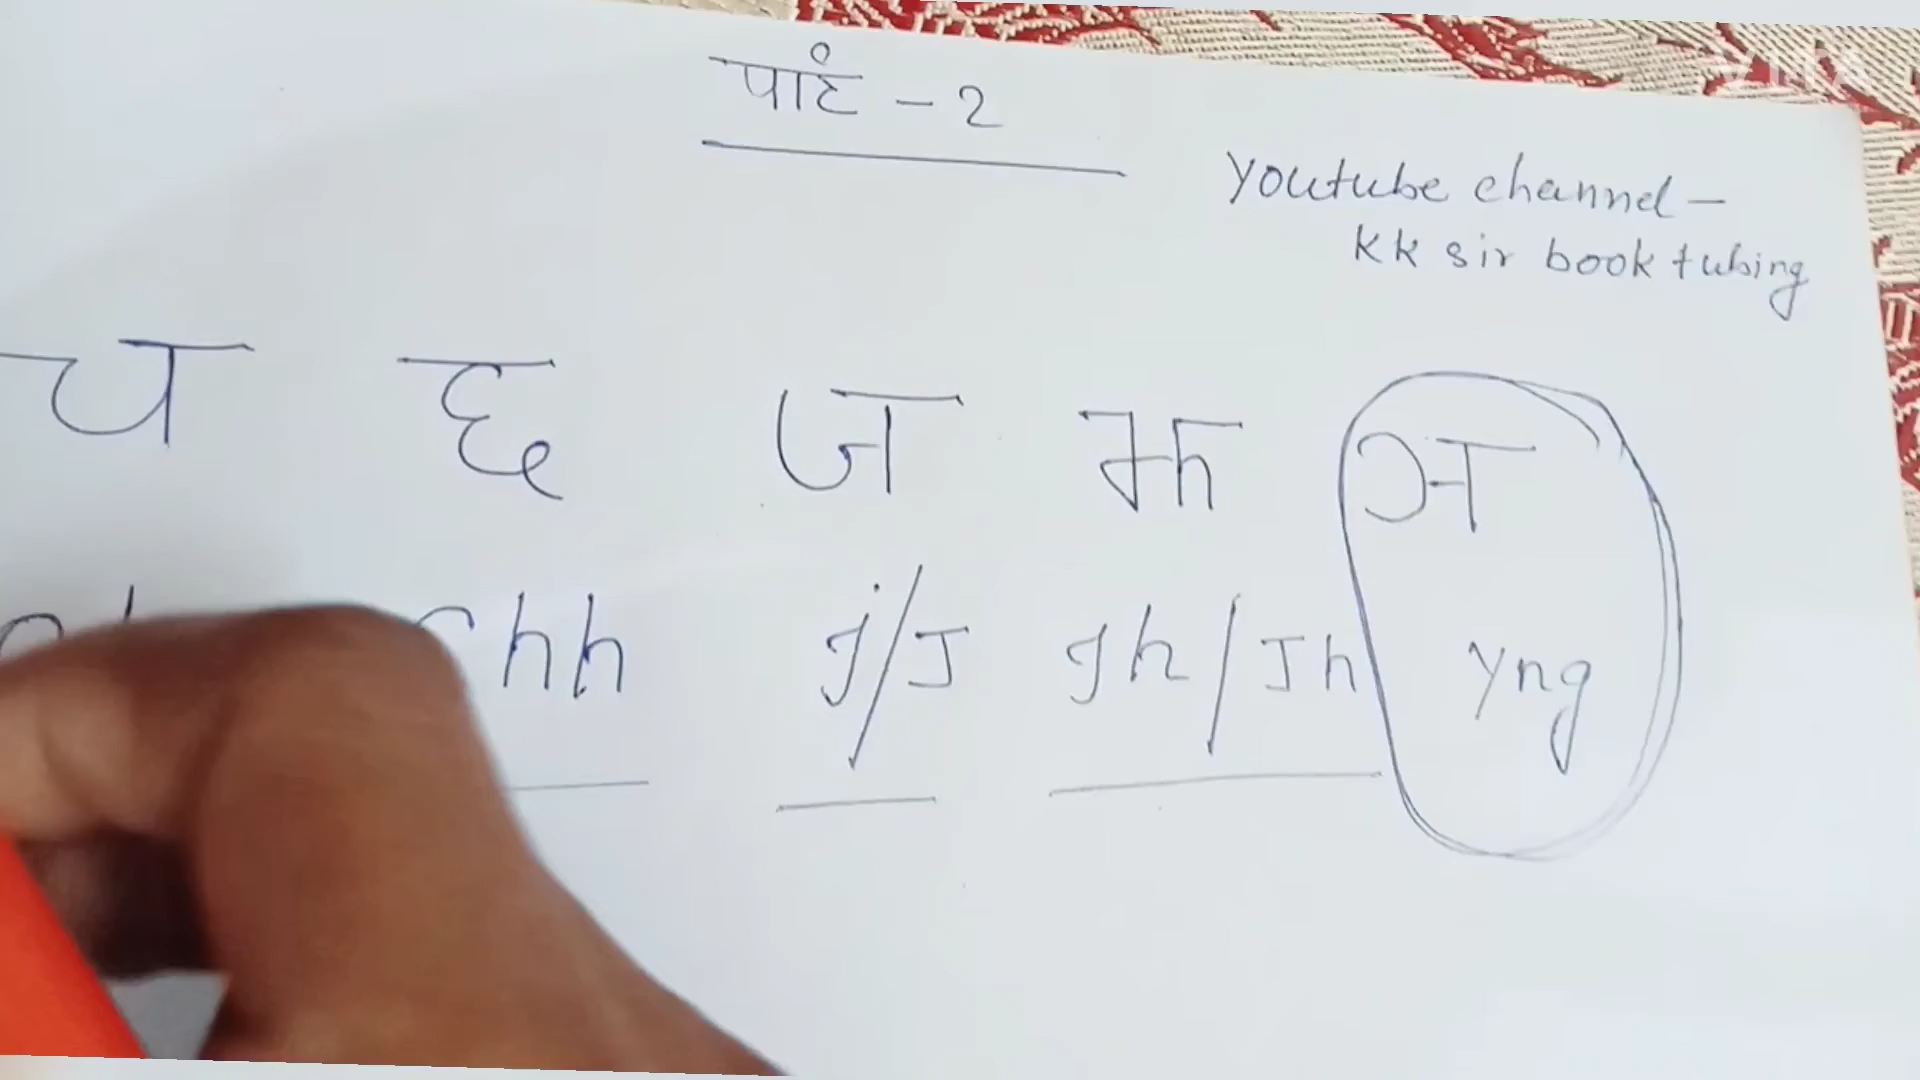 पार्ट - 2
Youtube channel -
KK sir book tubing
च छ ज झ ञ
chh j/J jh/Jh yng